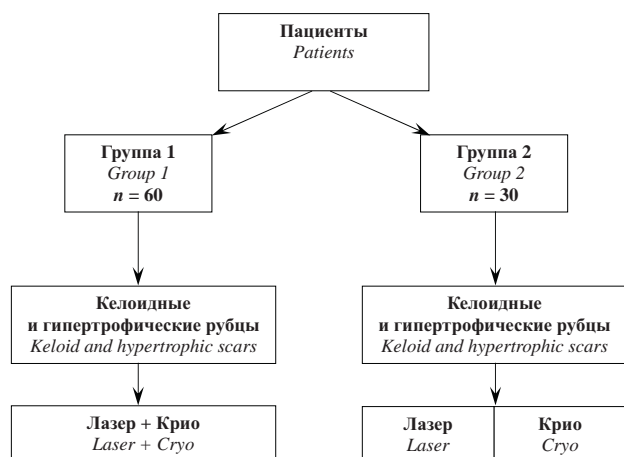 Пациенты
Patients
Группа 1
Group 1
n = 60
Группа 2
Group 2
n = 30
Келоидные
и гипертрофические рубцы
Keloid and hypertrophic scars
Келоидные
и гипертрофические рубцы
Keloid and hypertrophic scars
Лазер + Крио
Laser + Cryo
Лазер
Laser
Крио
Cryo